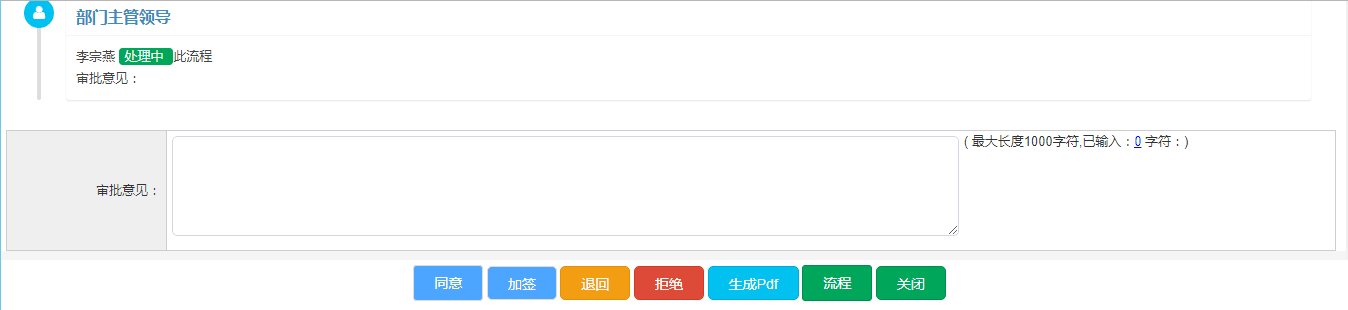 部门主管领导
李宗燕 处理中 此流程
审批意见：
( 最大长度1000字符,已输入：0 字符：)
审批意见：
同意 加签 退回 拒绝 生成Pdf 流程 关闭